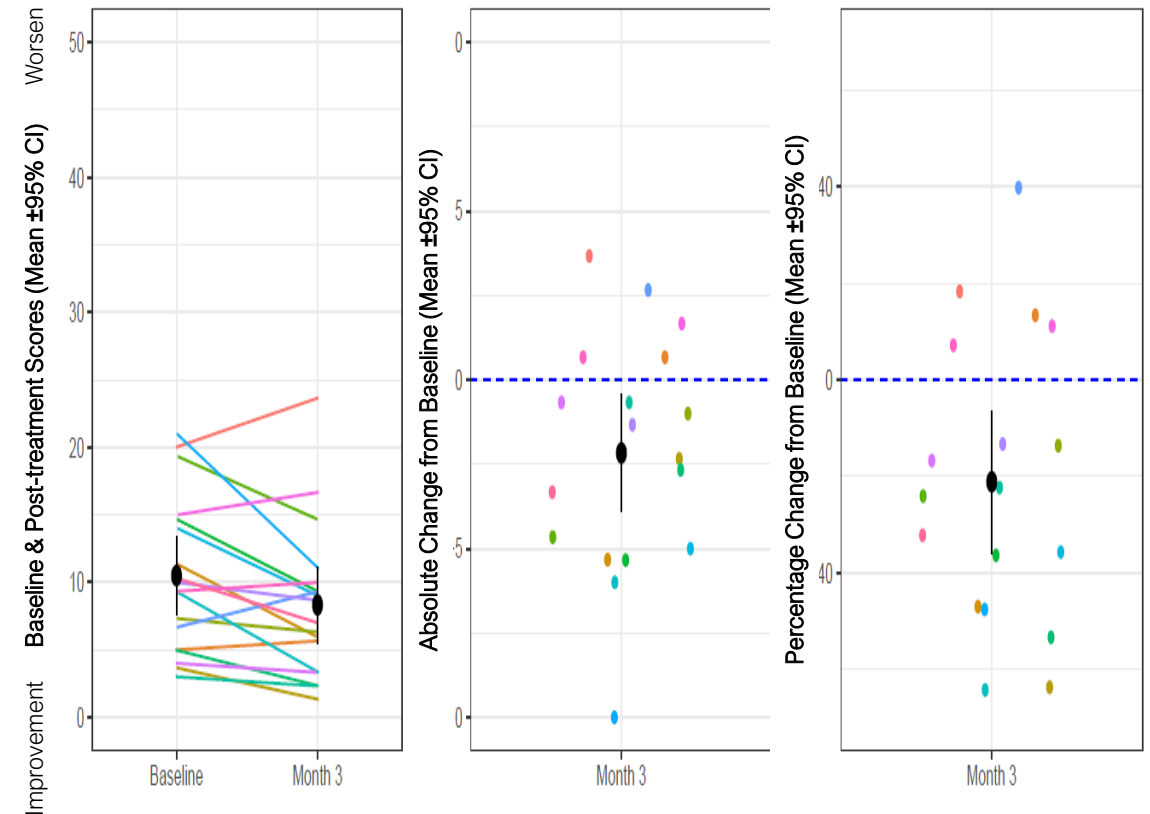 Worsen
Baseline & Post-treatment Scores (Mean ±95% CI)
Improvement
50
40
30
20
10
0
Baseline
Month 3
Absolute Change from Baseline (Mean ±95% CI)
0
5
0
-5
0
Month 3
Percentage Change from Baseline (Mean ±95% CI)
40
0
40
Month 3